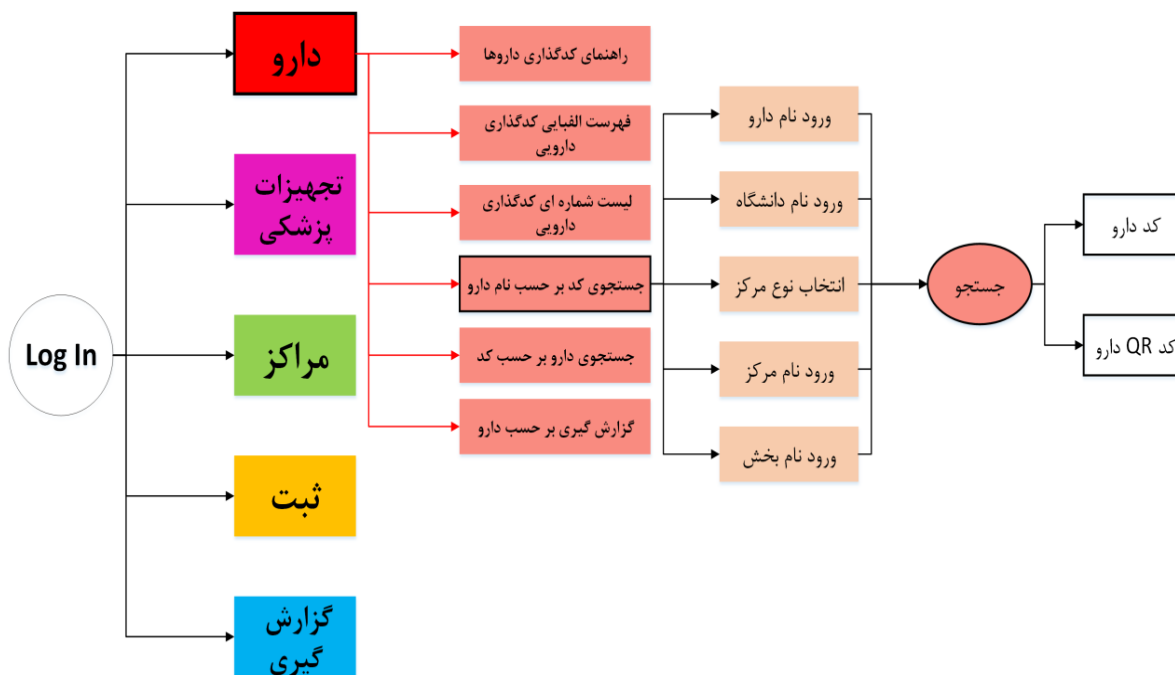 Log In
دارو
تجهیزات
پزشکی
مراکز
ثبت
گزارش
گیری
راهنمای کدگذاری داروها
فهرست الفبایی کدگذاری
دارویی
لیست شماره ای کدگذاری
دارویی
جستجوی کد بر حسب نام دارو
جستجوی دارو بر حسب کد
گزارش گیری بر حسب دارو
ورود نام دارو
ورود نام دانشگاه
انتخاب نوع مرکز
ورود نام مرکز
ورود نام بخش
جستجو
کد دارو
کد QR دارو